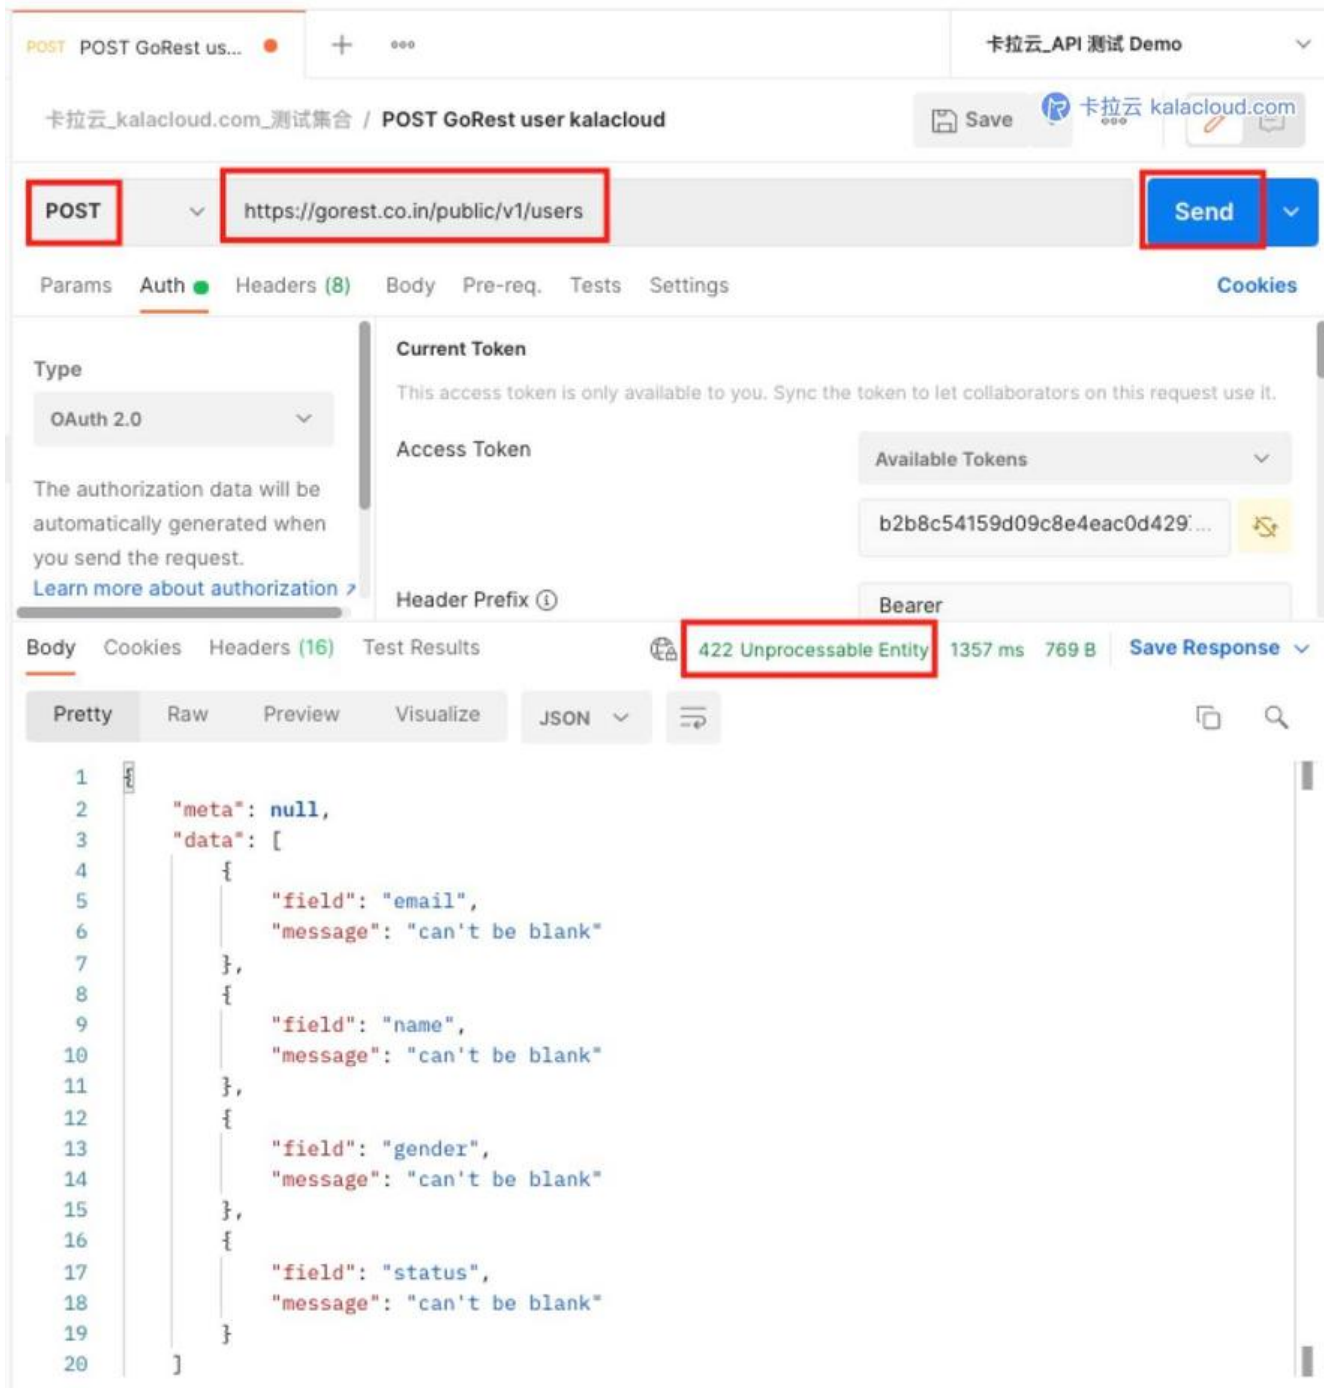 POST POST GoRest us...
卡拉云_API 测试 Demo
卡拉云_kalacloud.com_测试集合 / POST GoRest user kalacloud
Save
卡拉云 kalacloud.com
POST
https://gorest.co.in/public/v1/users
Send
Params Auth Headers (8) Body Pre-req. Tests Settings
Cookies
Type
OAuth 2.0
The authorization data will be
automatically generated when
you send the request.
Learn more about authorization ↗
Current Token
This access token is only available to you. Sync the token to let collaborators on this request use it.
Access Token
Available Tokens
b2b8c54159d09c8e4eac0d429...
Header Prefix
Bearer
Body Cookies Headers (16) Test Results
422 Unprocessable Entity 1357 ms 769 B Save Response
Pretty Raw Preview Visualize JSON
1 {
2 "meta": null,
3 "data": [
4 {
5 "field": "email",
6 "message": "can't be blank"
7 },
8 {
9 "field": "name",
10 "message": "can't be blank"
11 },
12 {
13 "field": "gender",
14 "message": "can't be blank"
15 },
16 {
17 "field": "status",
18 "message": "can't be blank"
19 }
20 ]